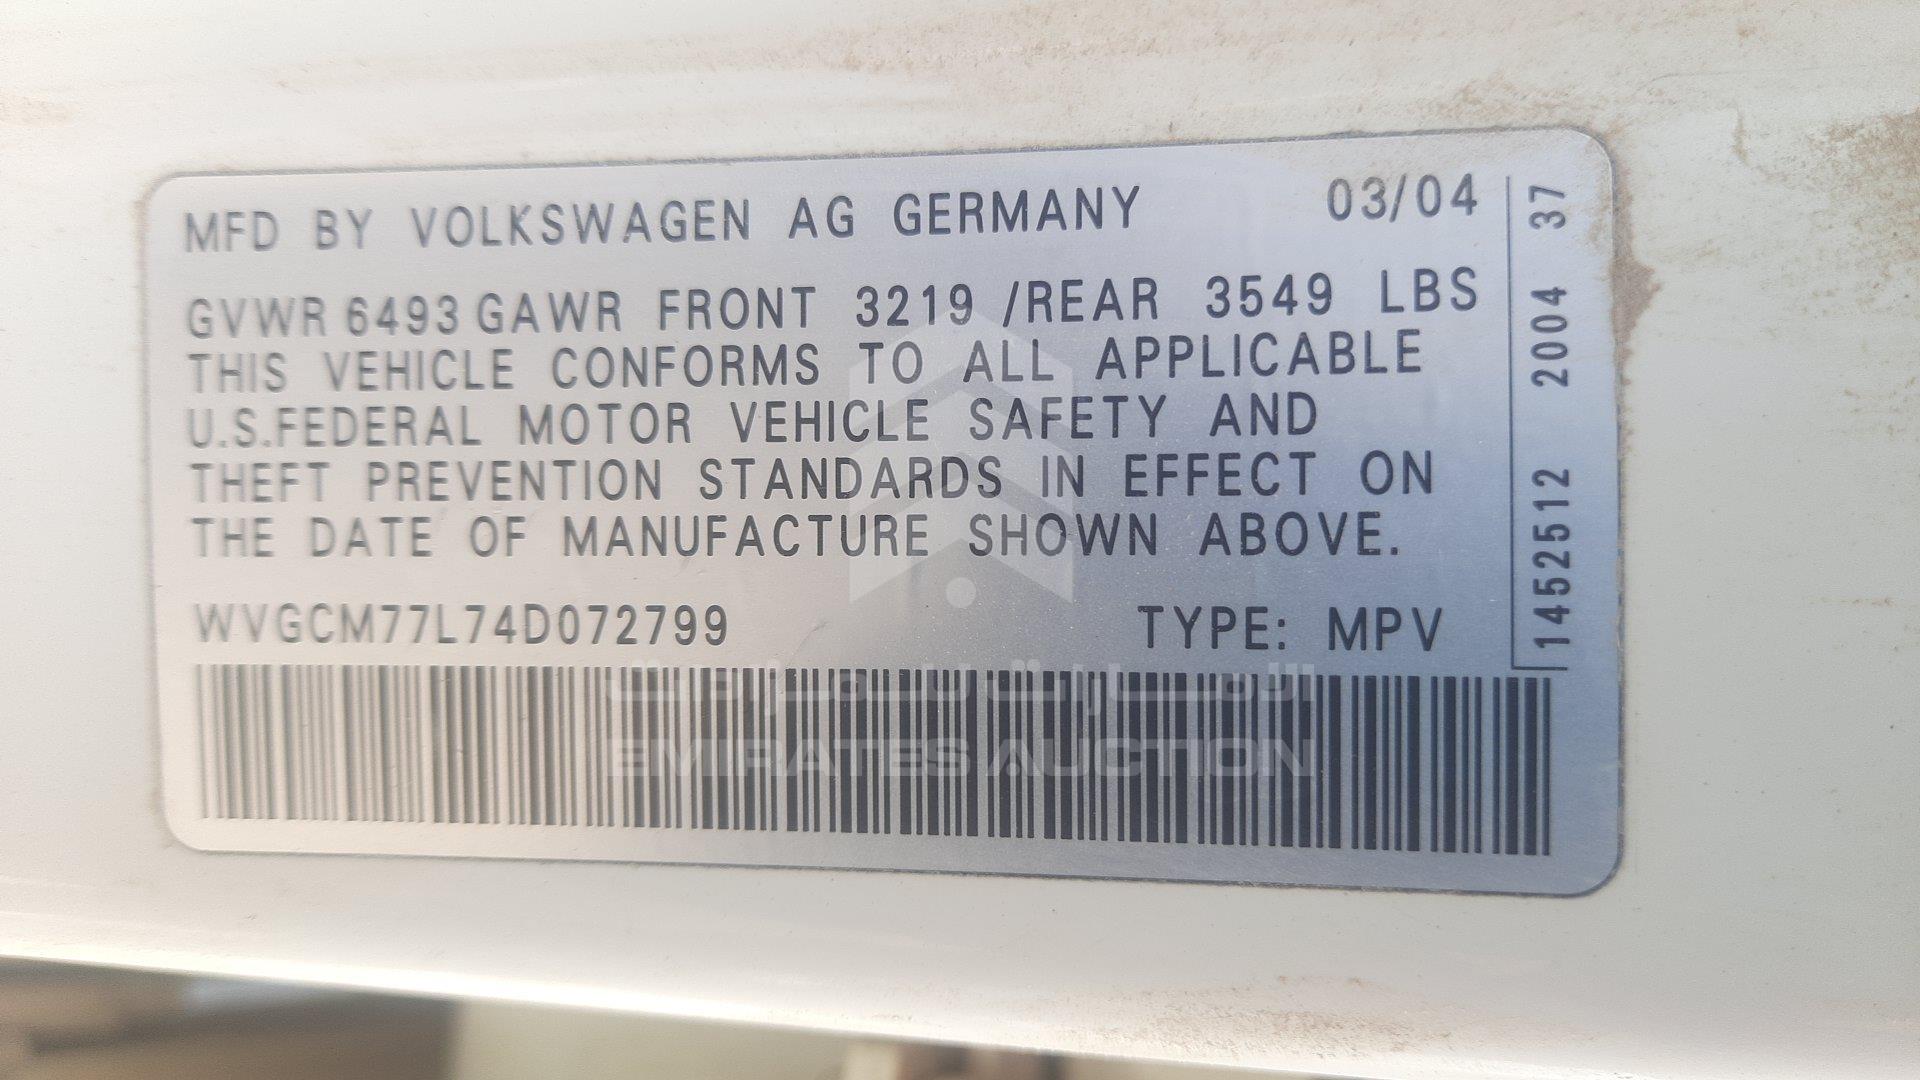 MFD BY VOLKSWAGEN AG GERMANY 03/04
GVWR 6493 GAWR FRONT 3219 /REAR 3549 LBS
THIS VEHICLE CONFORMS TO ALL APPLICABLE
U.S.FEDERAL MOTOR VEHICLE SAFETY AND
THEFT PREVENTION STANDARDS IN EFFECT ON
THE DATE OF MANUFACTURE SHOWN ABOVE.
WVGCM77L74D072799 TYPE: MPV
1452512 2004 37
الإمارات للمزادات
EMIRATES AUCTION